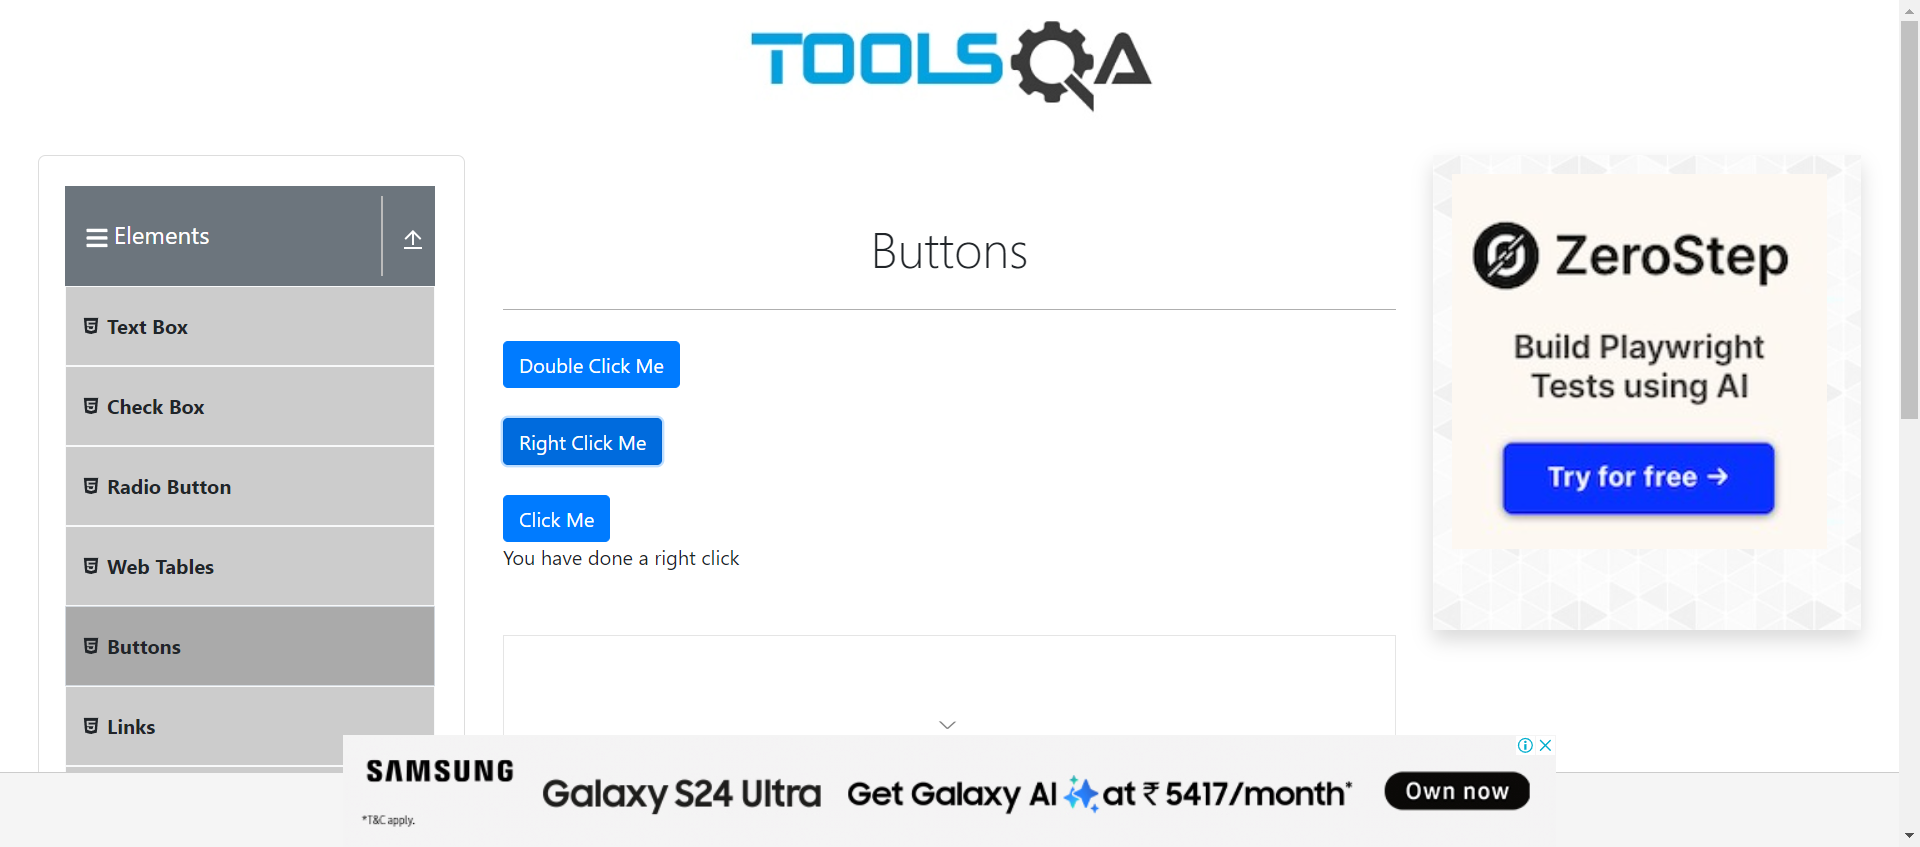 TOOLSQA
Elements
Text Box
Check Box
Radio Button
Web Tables
Buttons
Links
Buttons
Double Click Me
Right Click Me
Click Me
You have done a right click
ZeroStep
Build Playwright
Tests using AI
Try for free →
SAMSUNG
*T&C apply.
Galaxy S24 Ultra
Get Galaxy AI at ₹ 5417/month*
Own now